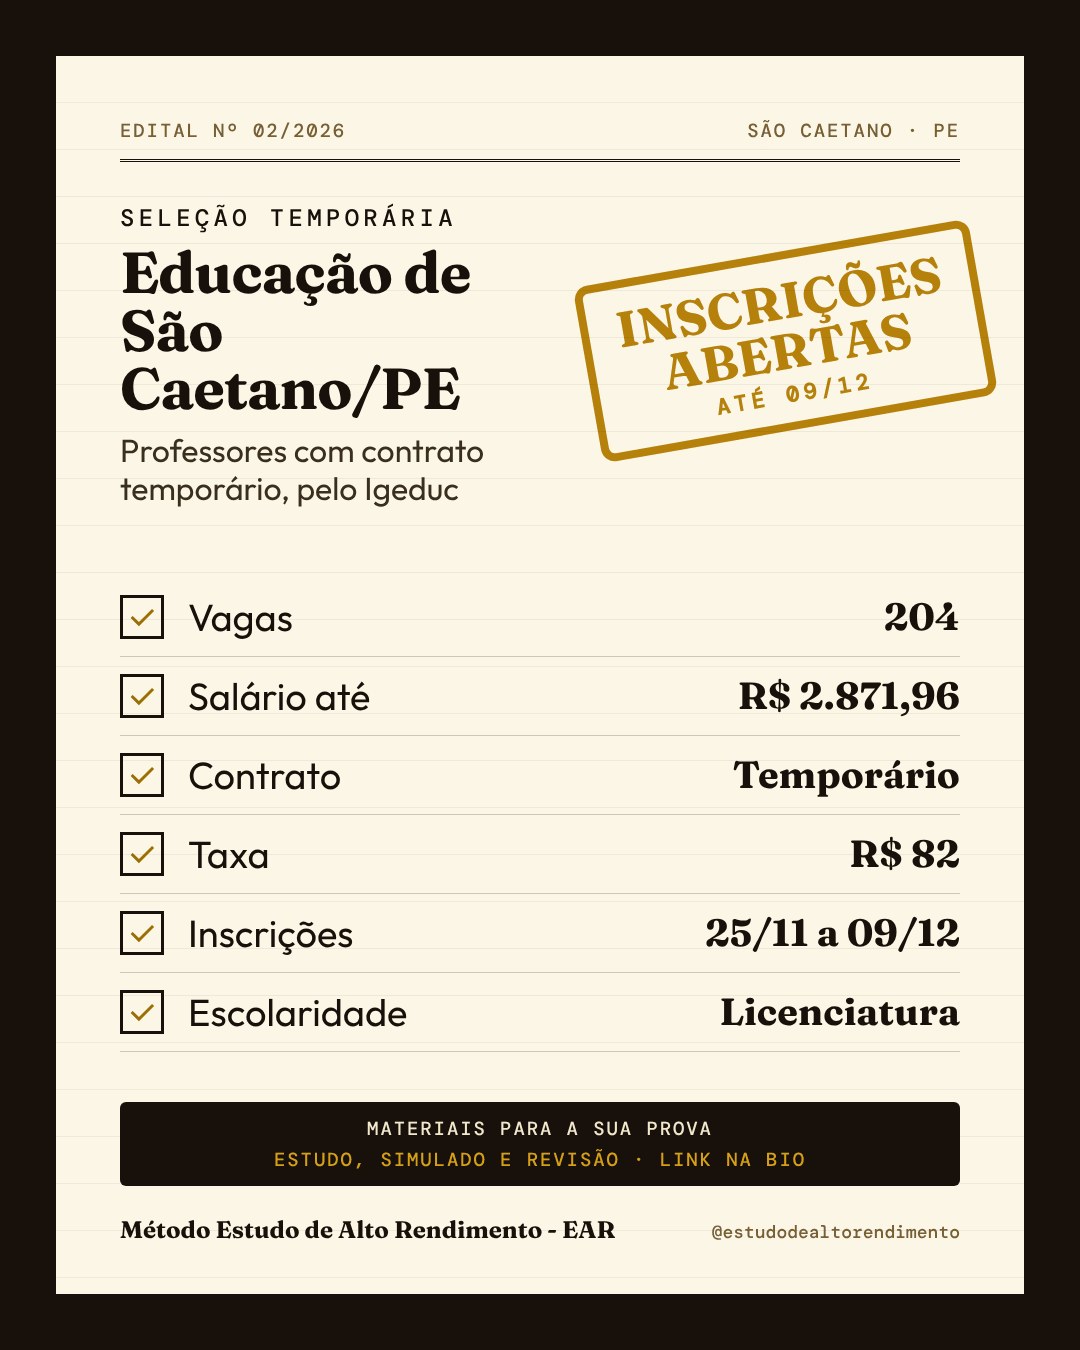 EDITAL Nº 02/2026
SÃO CAETANO · PE
SELEÇÃO TEMPORÁRIA
Educação de
São
Caetano/PE
Professores com contrato
temporário, pelo Igeduc
INSCRIÇÕES
ABERTAS
ATÉ 09/12
Vagas 204
Salário até R$ 2.871,96
Contrato Temporário
Taxa R$ 82
Inscrições 25/11 a 09/12
Escolaridade Licenciatura
MATERIAIS PARA A SUA PROVA
ESTUDO, SIMULADO E REVISÃO · LINK NA BIO
Método Estudo de Alto Rendimento - EAR
@estudodealtorendimento